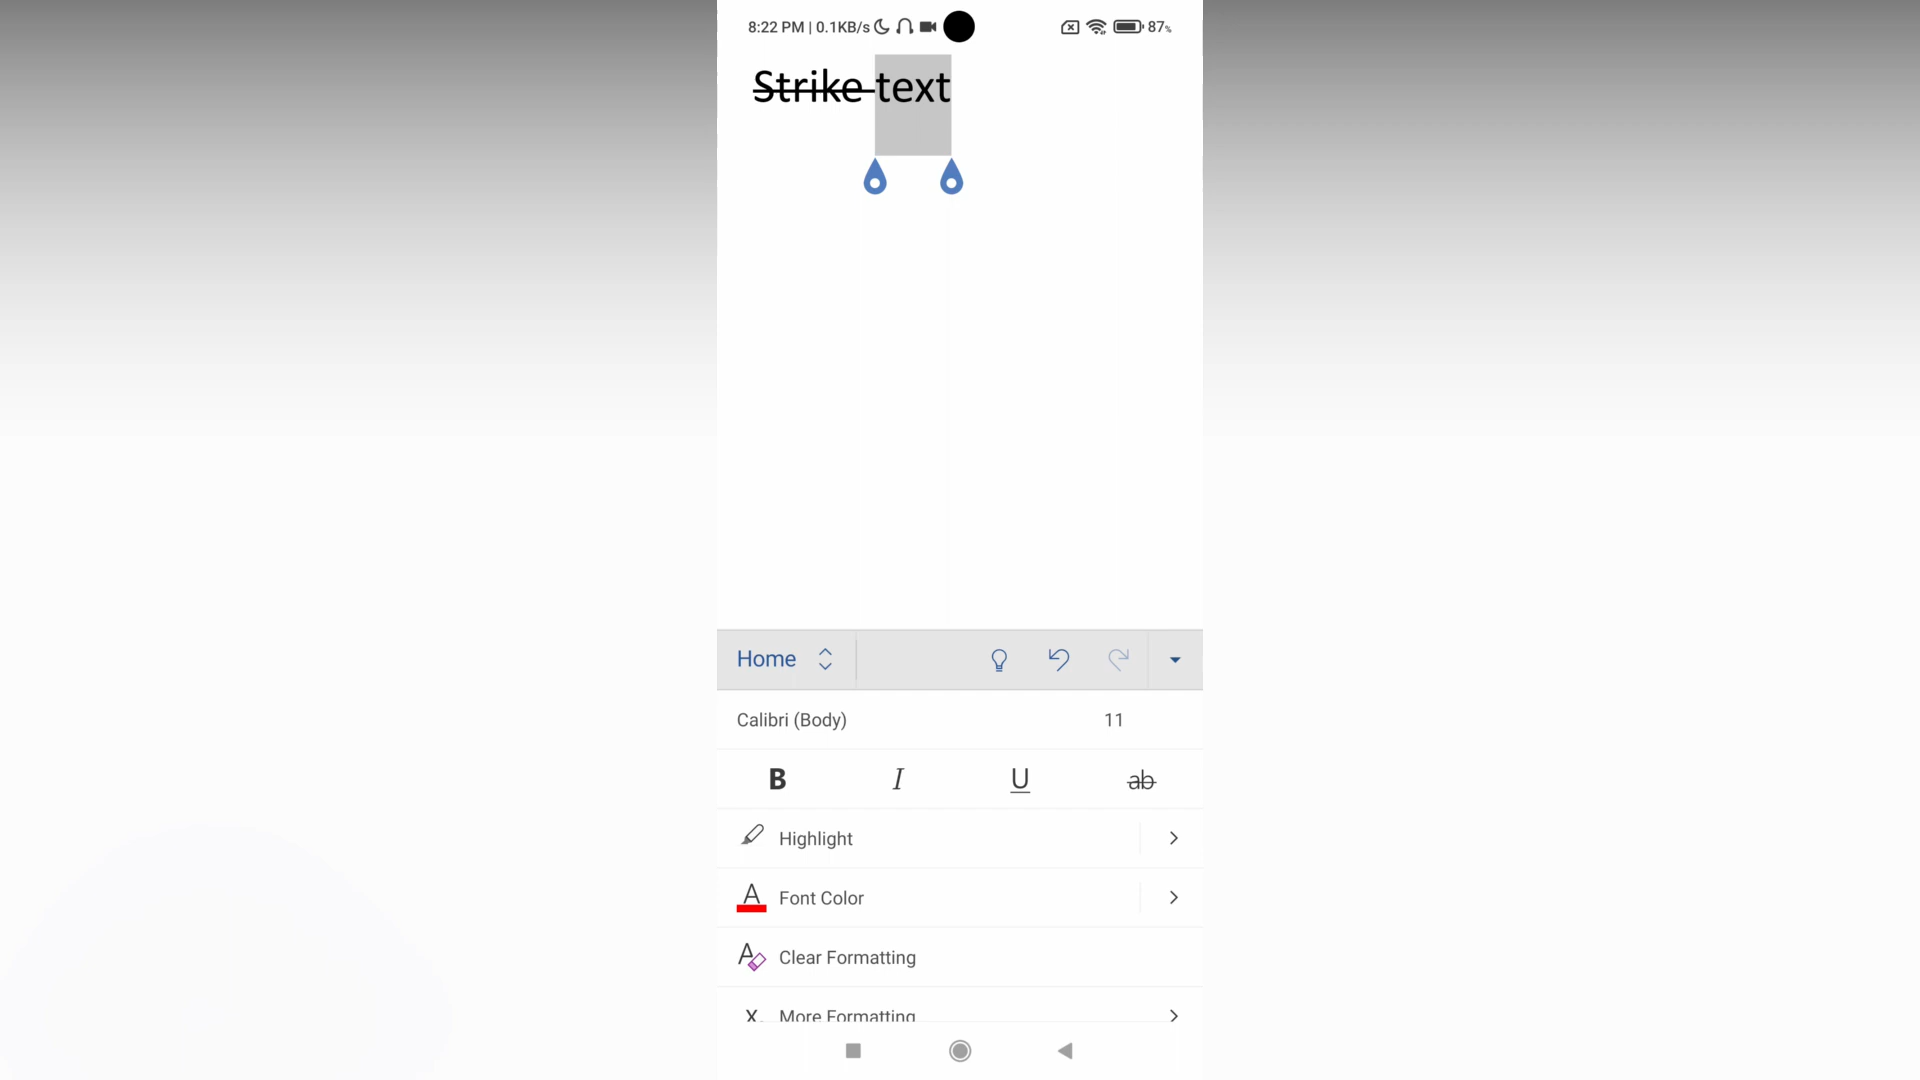 8:22 PM | 0.1KB/s 87%
Strike text
Home
Calibri (Body) 11
B I U ab
Highlight
A Font Color
A Clear Formatting
X More Formatting